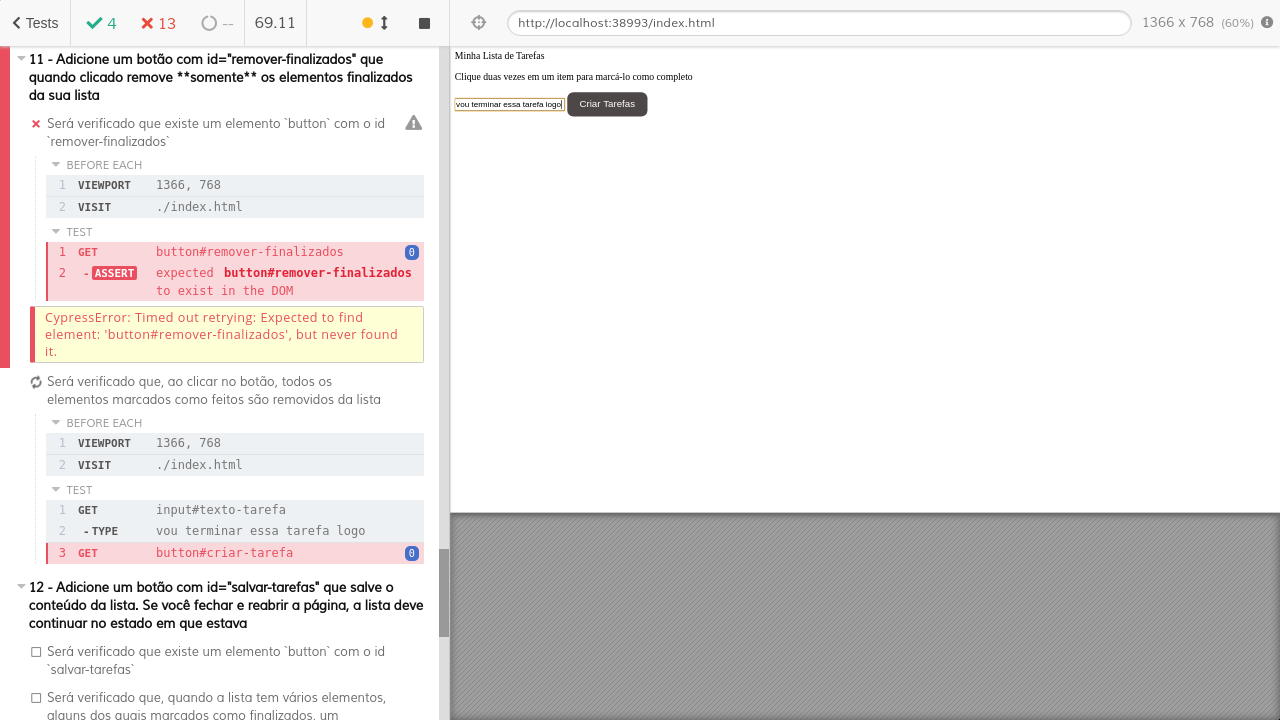 Tests
4
13
--
69.11
http://localhost:38993/index.html
1366 x 768 (60%)
11 - Adicione um botão com id="remover-finalizados" que
quando clicado remove **somente** os elementos finalizados
da sua lista
Será verificado que existe um elemento `button` com o id
`remover-finalizados`
BEFORE EACH
1 VIEWPORT 1366, 768
2 VISIT ./index.html
TEST
1 GET button#remover-finalizados 0
2 -ASSERT expected button#remover-finalizados
to exist in the DOM
CypressError: Timed out retrying: Expected to find
element: 'button#remover-finalizados', but never found
it.
Será verificado que, ao clicar no botão, todos os
elementos marcados como feitos são removidos da lista
BEFORE EACH
1 VIEWPORT 1366, 768
2 VISIT ./index.html
TEST
1 GET input#texto-tarefa
2 -TYPE vou terminar essa tarefa logo
3 GET button#criar-tarefa 0
12 - Adicione um botão com id="salvar-tarefas" que salve o
conteúdo da lista. Se você fechar e reabrir a página, a lista deve
continuar no estado em que estava
Será verificado que existe um elemento `button` com o id
`salvar-tarefas`
Será verificado que, quando a lista tem vários elementos,
alguns dos quais marcados como finalizados, um
Minha Lista de Tarefas
Clique duas vezes em um item para marcá-lo como completo
vou terminar essa tarefa logo
Criar Tarefas